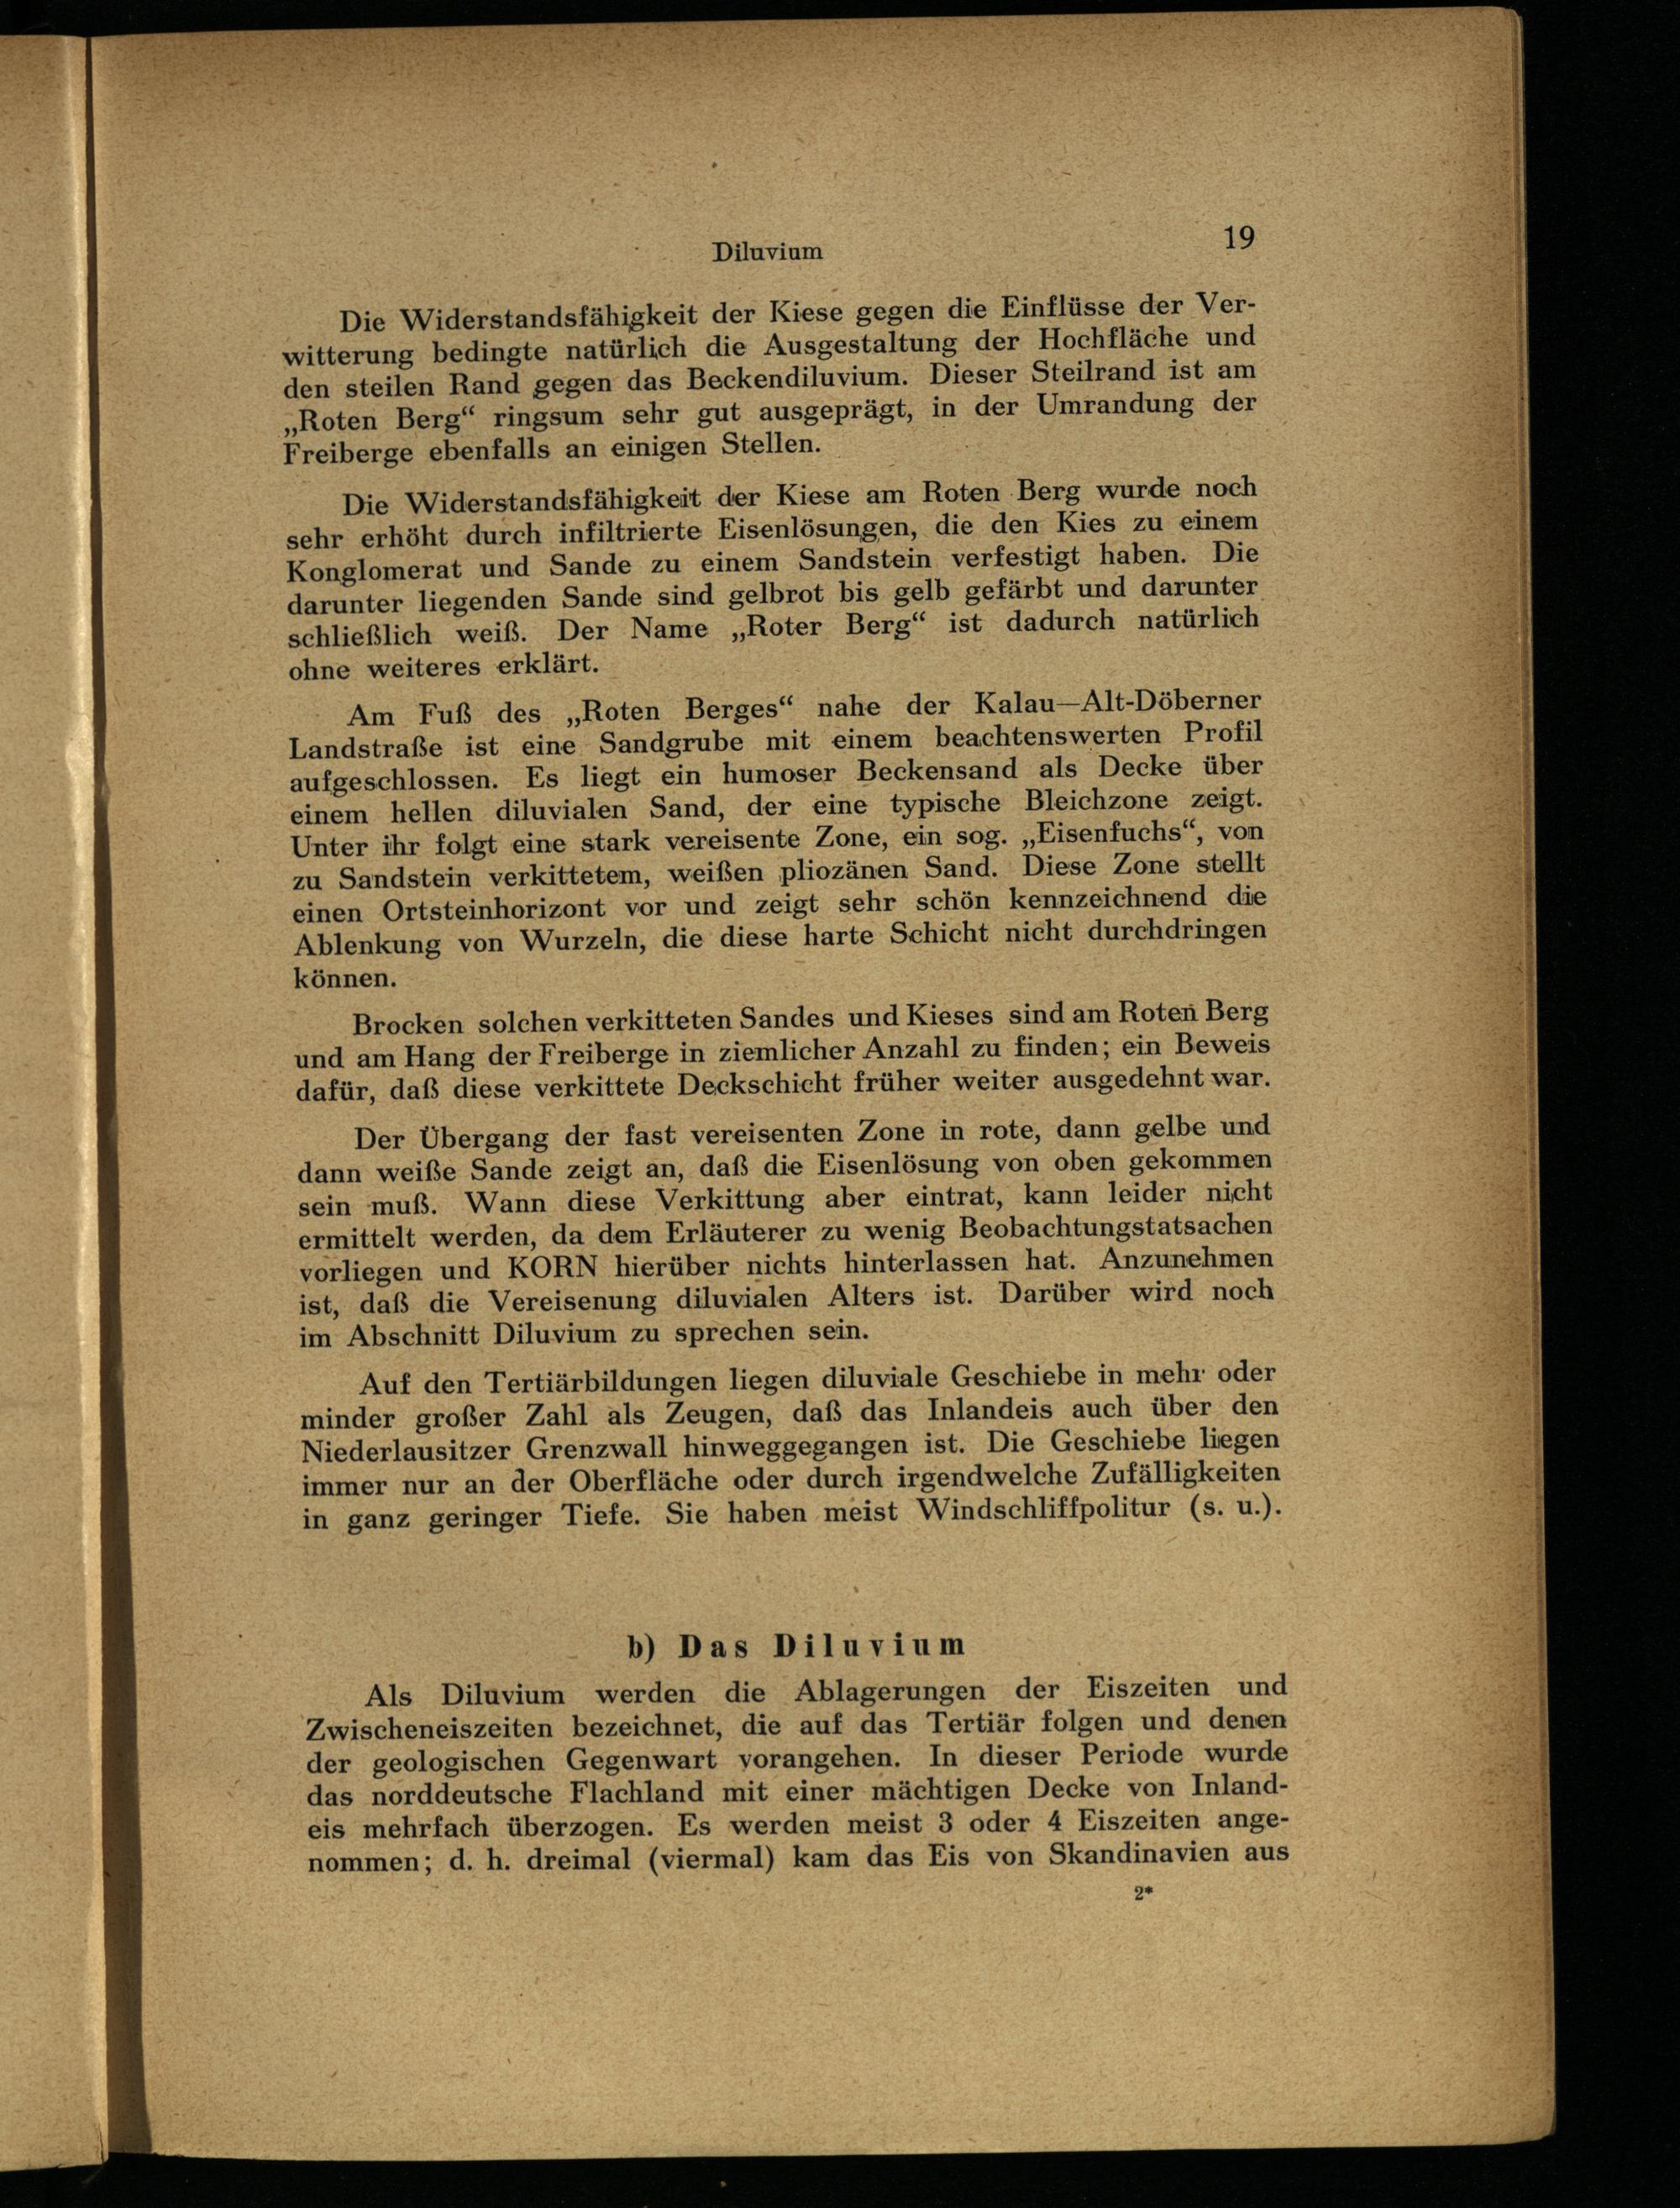 Diluvium 19
Die Widerstandsfähigkeit der Kiese gegen die Einflüsse der Ver-
witterung bedingte natürlich die Ausgestaltung der Hochfläche und
den steilen Rand gegen das Beckendiluvium. Dieser Steilrand ist am
„Roten Berg“ ringsum sehr gut ausgeprägt, in der Umrandung der
Freiberge ebenfalls an einigen Stellen.
Die Widerstandsfähigkeit der Kiese am Roten Berg wurde noch
sehr erhöht durch infiltrierte Eisenlösungen, die den Kies zu einem
Konglomerat und Sande zu einem Sandstein verfestigt haben. Die
darunter liegenden Sande sind gelbrot bis gelb gefärbt und darunter
schließlich weiß. Der Name „Roter Berg“ ist dadurch natürlich
ohne weiteres erklärt.
Am Fuß des „Roten Berges“ nahe der Kalau—Alt-Döberner
Landstraße ist eine Sandgrube mit einem beachtenswerten Profil
aufgeschlossen. Es liegt ein humoser Beckensand als Decke über
einem hellen diluvialen Sand, der eine typische Bleichzone zeigt.
Unter ihr folgt eine stark vereisente Zone, ein sog. „Eisenfuchs“, von
zu Sandstein verkittetem, weißen pliozänen Sand. Diese Zone stellt
einen Ortsteinhorizont vor und zeigt sehr schön kennzeichnend die
Ablenkung von Wurzeln, die diese harte Schicht nicht durchdringen
können.
Brocken solchen verkitteten Sandes und Kieses sind am Roten Berg
und am Hang der Freiberge in ziemlicher Anzahl zu finden; ein Beweis
dafür, daß diese verkittete Deckschicht früher weiter ausgedehnt war.
Der Übergang der fast vereisenten Zone in rote, dann gelbe und
dann weiße Sande zeigt an, daß die Eisenlösung von oben gekommen
sein muß. Wann diese Verkittung aber eintrat, kann leider nicht
ermittelt werden, da dem Erläuterer zu wenig Beobachtungstatsachen
vorliegen und KORN hierüber nichts hinterlassen hat. Anzunehmen
ist, daß die Vereisenung diluvialen Alters ist. Darüber wird noch
im Abschnitt Diluvium zu sprechen sein.
Auf den Tertiärbildungen liegen diluviale Geschiebe in mehr oder
minder großer Zahl als Zeugen, daß das Inlandeis auch über den
Niederlausitzer Grenzwall hinweggegangen ist. Die Geschiebe liegen
immer nur an der Oberfläche oder durch irgendwelche Zufälligkeiten
in ganz geringer Tiefe. Sie haben meist Windschliffpolitur (s. u.).
b) Das Diluvium
Als Diluvium werden die Ablagerungen der Eiszeiten und
Zwischeneiszeiten bezeichnet, die auf das Tertiär folgen und denen
der geologischen Gegenwart vorangehen. In dieser Periode wurde
das norddeutsche Flachland mit einer mächtigen Decke von Inland-
eis mehrfach überzogen. Es werden meist 3 oder 4 Eiszeiten ange-
nommen; d. h. dreimal (viermal) kam das Eis von Skandinavien aus
2*